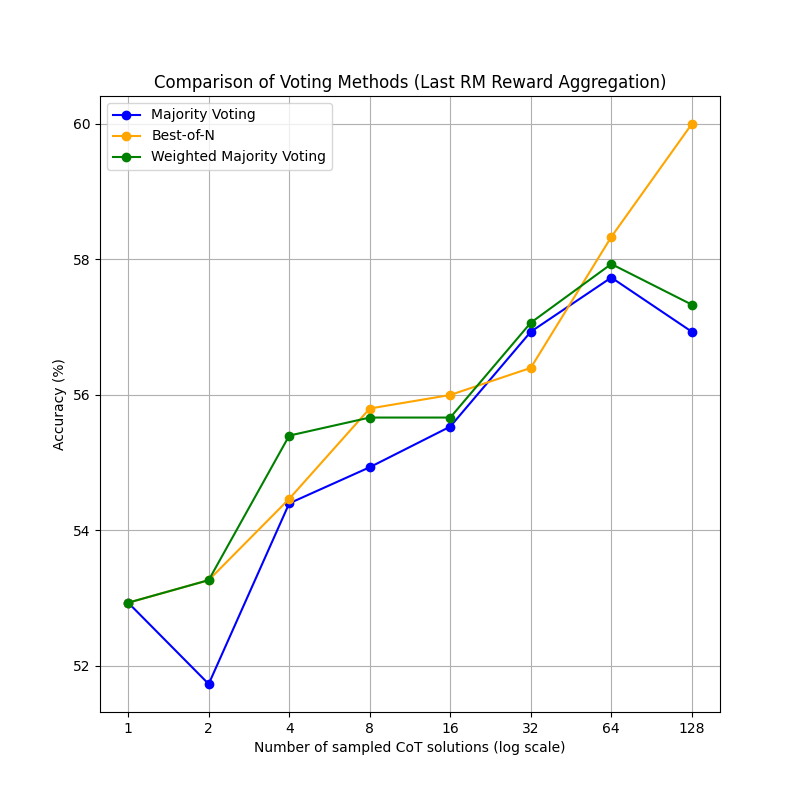 Comparison of Voting Methods (Last RM Reward Aggregation)
Majority Voting
Best-of-N
Weighted Majority Voting
60
58
56
54
52
Accuracy (%)
1 2 4 8 16 32 64 128
Number of sampled CoT solutions (log scale)